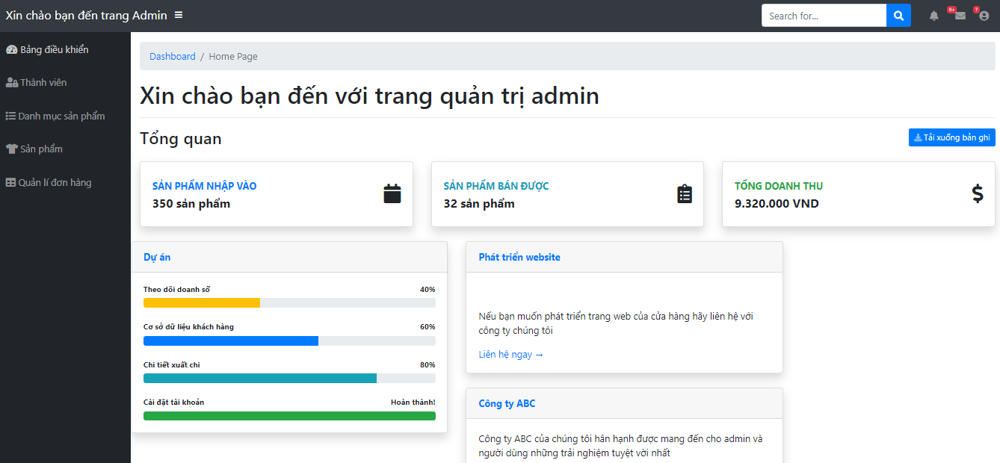 Xin chào bạn đến trang Admin
Search for...
9+
7
Bảng điều khiển
Thành viên
Danh mục sản phẩm
Sản phẩm
Quản lí đơn hàng
Dashboard / Home Page
Xin chào bạn đến với trang quản trị admin
Tổng quan
Tải xuống bản ghi
SẢN PHẨM NHẬP VÀO
350 sản phẩm
SẢN PHẨM BÁN ĐƯỢC
32 sản phẩm
TỔNG DOANH THU
9.320.000 VND
Dự án
Theo dõi doanh số 40%
Cơ sở dữ liệu khách hàng 60%
Chi tiết xuất chi 80%
Cài đặt tài khoản Hoàn thành!
Phát triển website
Nếu bạn muốn phát triển trang web của cửa hàng hãy liên hệ với
công ty chúng tôi
Liên hệ ngay →
Công ty ABC
Công ty ABC của chúng tôi hân hạnh được mang đến cho admin và
người dùng những trải nghiệm tuyệt vời nhất